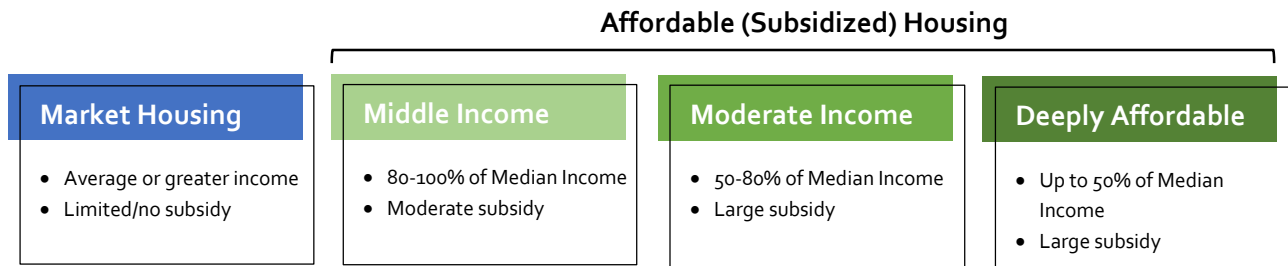 Affordable (Subsidized) Housing
Market Housing
• Average or greater income
• Limited/no subsidy
Middle Income
• 80-100% of Median Income
• Moderate subsidy
Moderate Income
• 50-80% of Median Income
• Large subsidy
Deeply Affordable
• Up to 50% of Median
Income
• Large subsidy